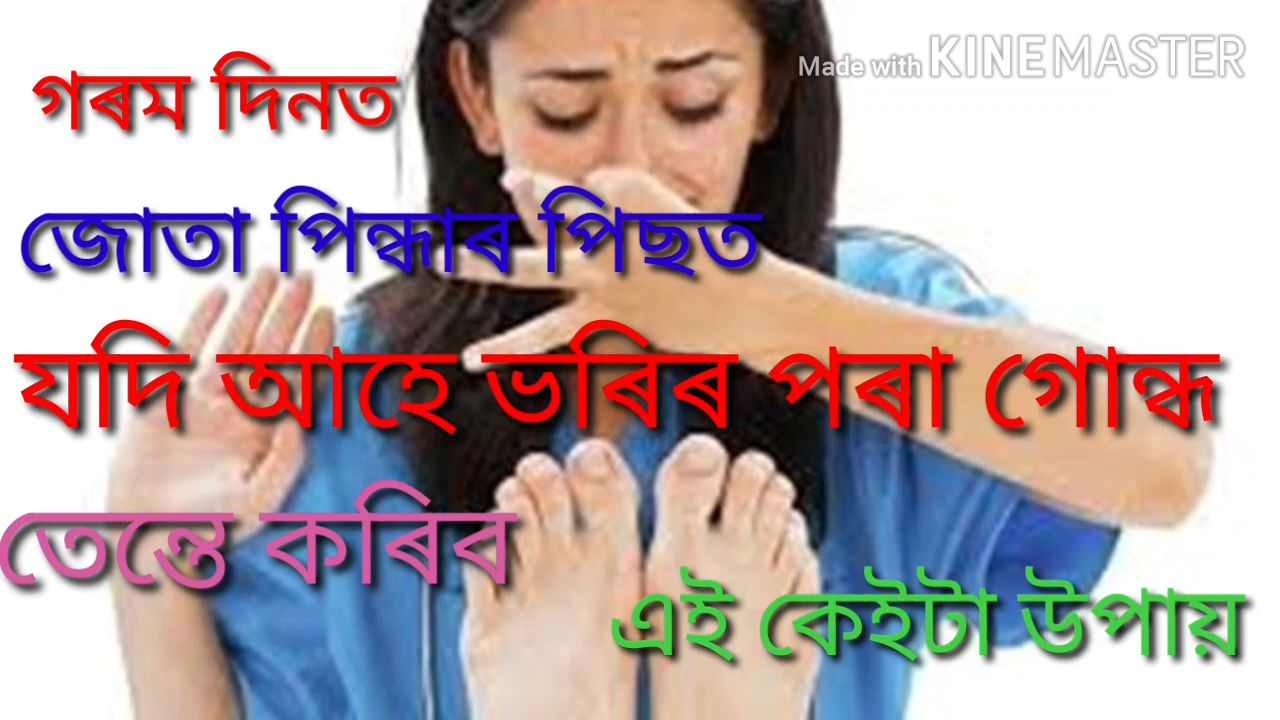 Made with KINEMASTER
গৰম দিনত
জোতা পিন্ধাৰ পিছত
যদি আহে ভৰিৰ পৰা গোন্ধ
তেন্তে কৰিব
এই কেইটা উপায়